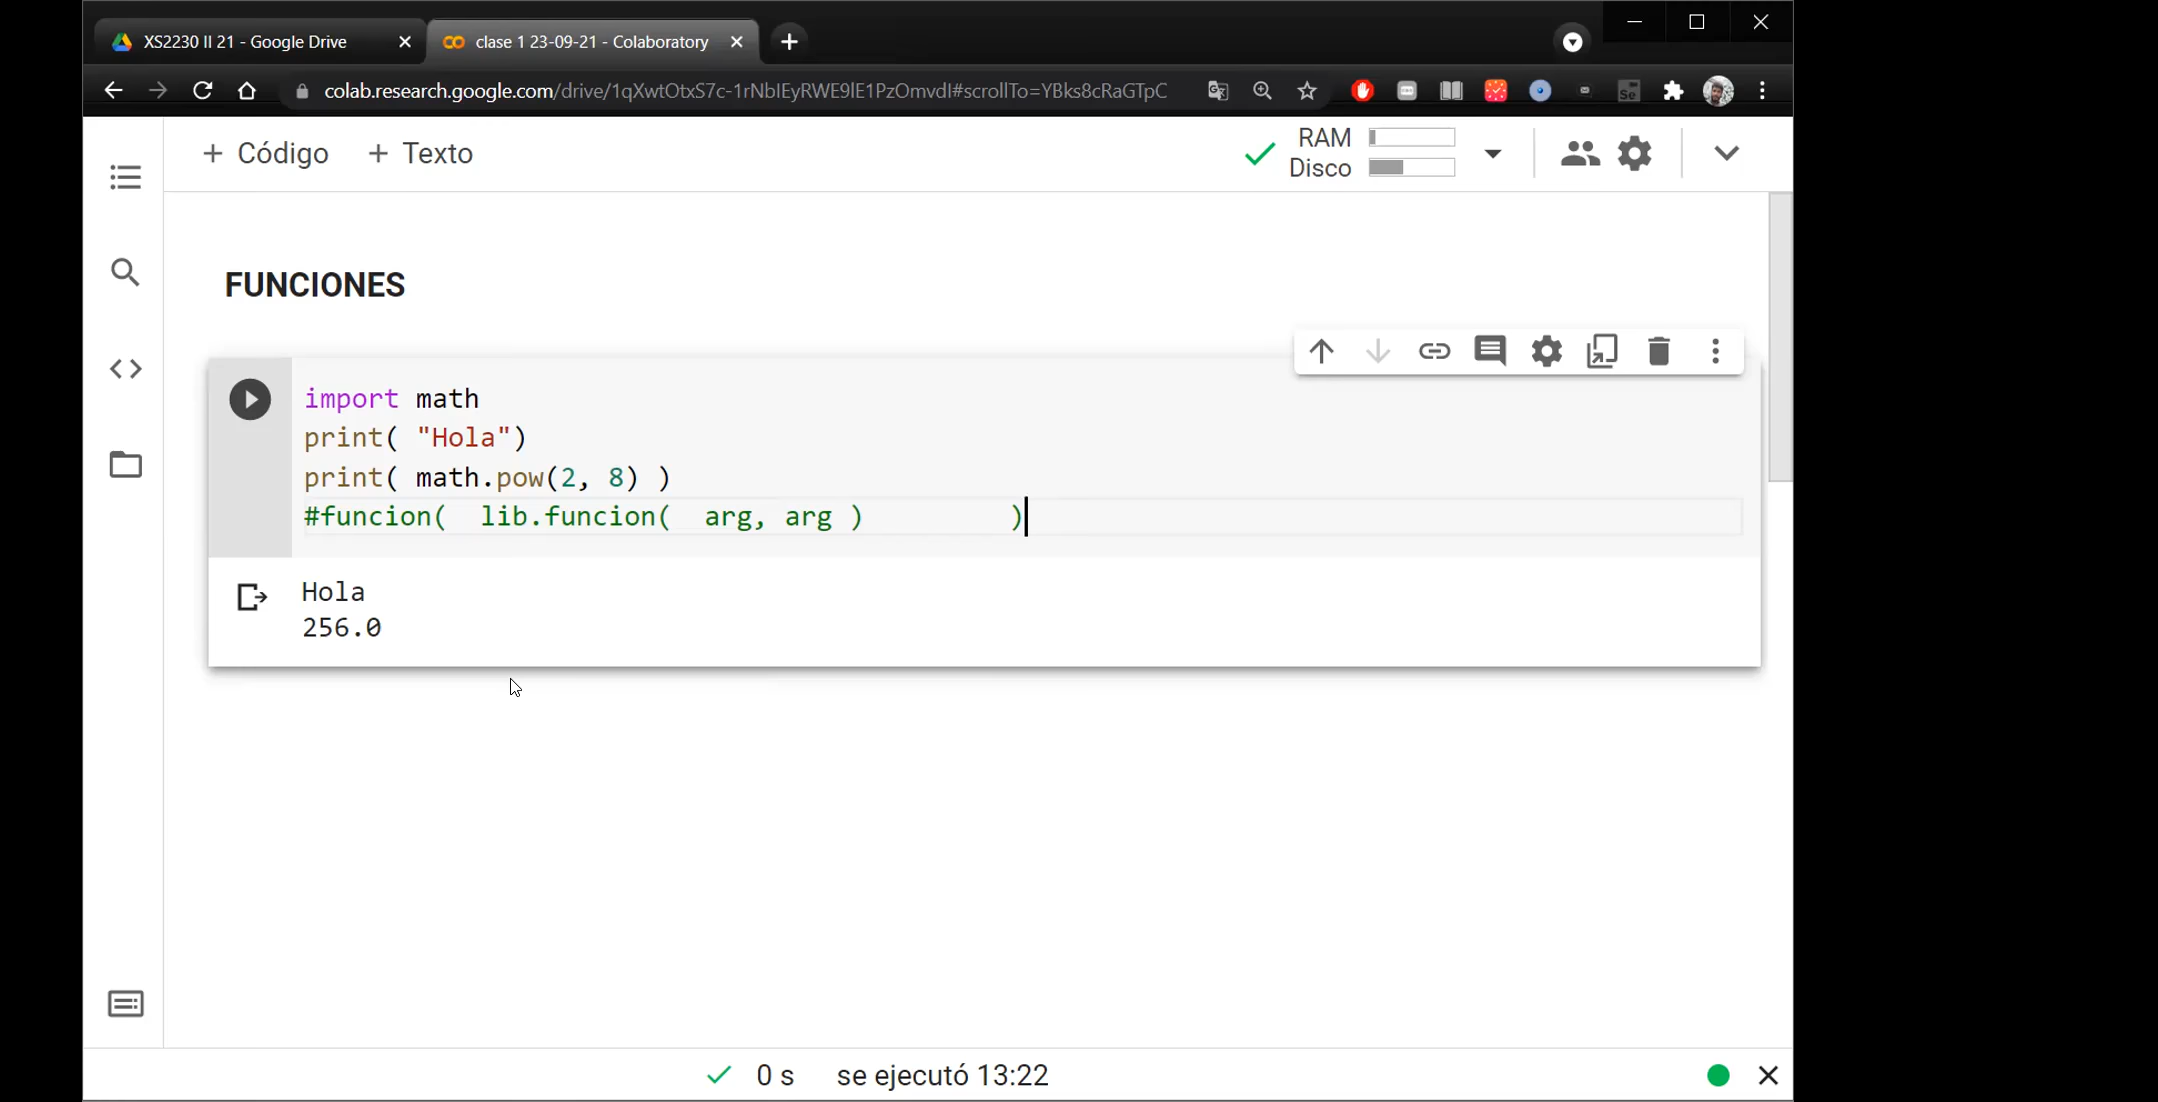 XS2230 II 21 - Google Drive
clase 1 23-09-21 - Colaboratory
colab.research.google.com/drive/1qXwtOtxS7c-1rNbIEyRWE9lE1PzOmvdI#scrollTo=YBks8cRaGTpC
Se
+ Código + Texto
RAM
Disco
FUNCIONES
import math
print( "Hola")
print( math.pow(2, 8) )
#funcion(  lib.funcion(  arg, arg )         )
Hola
256.0
0 s se ejecutó 13:22